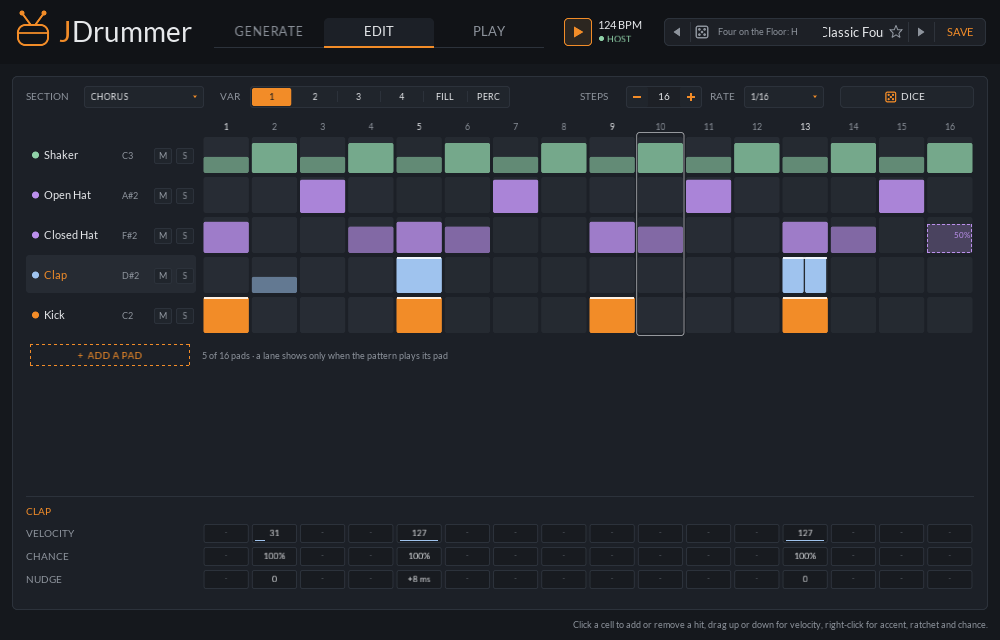 JDrummer GENERATE EDIT PLAY 124 BPM HOST Four on the Floor: H Classic Fou SAVE
SECTION CHORUS VAR 1 2 3 4 FILL PERC STEPS − 16 + RATE 1/16 DICE
1 2 3 4 5 6 7 8 9 10 11 12 13 14 15 16
Shaker C3 M S
Open Hat A#2 M S
Closed Hat F#2 M S 50%
Clap D#2 M S
Kick C2 M S
+ ADD A PAD 5 of 16 pads · a lane shows only when the pattern plays its pad
CLAP
VELOCITY - 31 - - 127 - - - - - - - 127 - - -
CHANCE - 100% - - 100% - - - - - - - 100% - - -
NUDGE - 0 - - +8 ms - - - - - - - 0 - - -
Click a cell to add or remove a hit, drag up or down for velocity, right-click for accent, ratchet and chance.